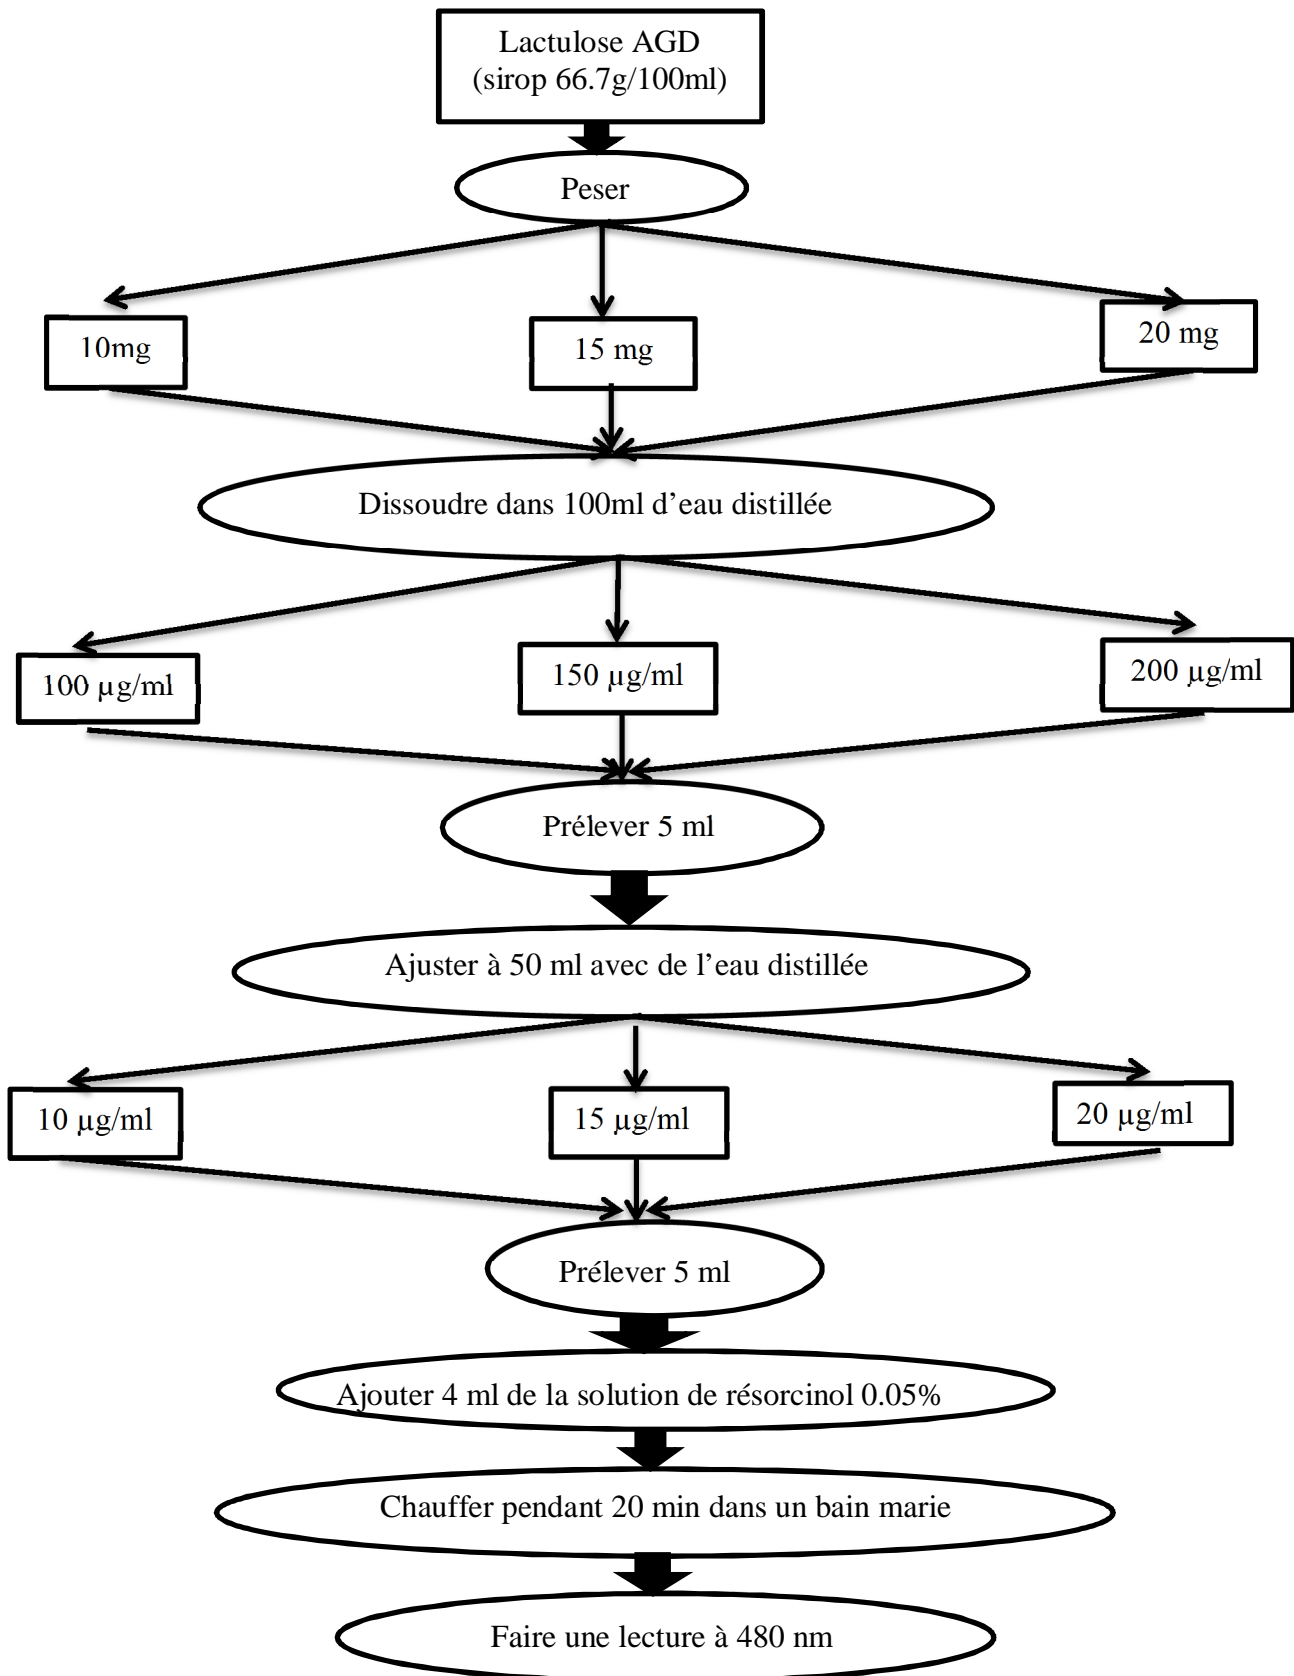 Lactulose AGD
(sirop 66.7g/100ml)
Peser
10mg
15 mg
20 mg
Dissoudre dans 100ml d’eau distillée
100 µg/ml
150 µg/ml
200 µg/ml
Prélever 5 ml
Ajuster à 50 ml avec de l’eau distillée
10 µg/ml
15 µg/ml
20 µg/ml
Prélever 5 ml
Ajouter 4 ml de la solution de résorcinol 0.05%
Chauffer pendant 20 min dans un bain marie
Faire une lecture à 480 nm